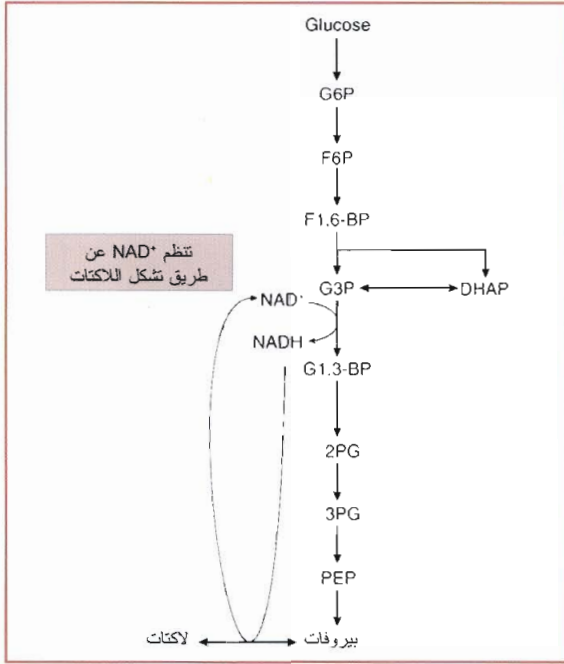 Glucose
G6P
F6P
F1,6-BP
تنظم NAD+ عن
طريق تشكل اللاكتات
G3P
DHAP
NAD+
NADH
G1.3-BP
2PG
3PG
PEP
لاكتات
بيروفات